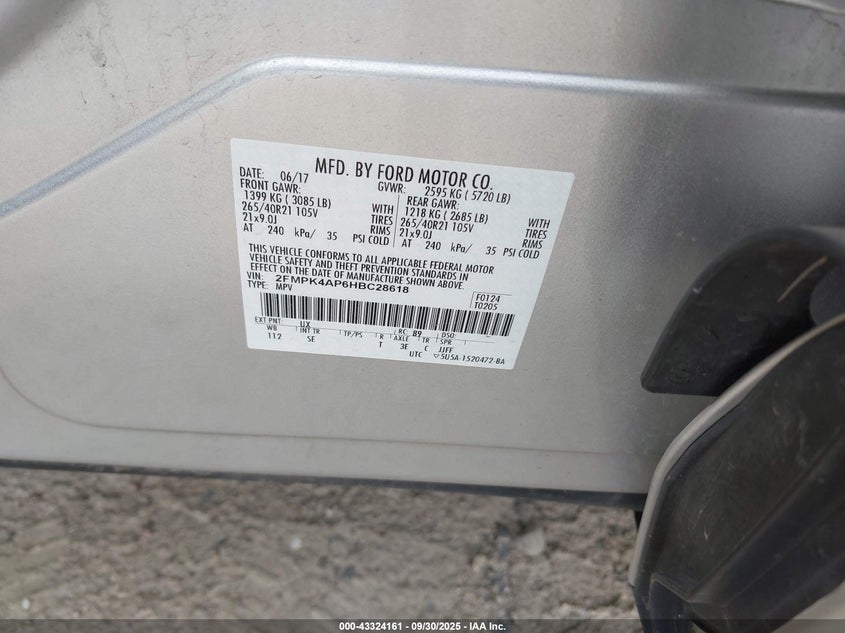 MFD. BY FORD MOTOR CO.
DATE: 06/17 GVWR: 2595 KG ( 5720 LB)
FRONT GAWR: REAR GAWR:
1399 KG ( 3085 LB) WITH 1218 KG ( 2685 LB) WITH
265/40R21 105V TIRES 265/40R21 105V TIRES
21x9.0J RIMS 21x9.0J RIMS
AT 240 kPa/ 35 PSI COLD AT 240 kPa/ 35 PSI COLD
THIS VEHICLE CONFORMS TO ALL APPLICABLE FEDERAL MOTOR
VEHICLE SAFETY AND THEFT PREVENTION STANDARDS IN
EFFECT ON THE DATE OF MANUFACTURE SHOWN ABOVE.
VIN: 2FMPK4AP6HBC28618
TYPE: MPV
F0124
T0205
EXT PNT: UX RC: 89 DSO:
WB INT TR TP/PS R AXLE TR SPR
112 SE T 3E C JJFF
UTC ▽5U5A-1520472-BA
000-43324161 - 09/30/2025 - IAA Inc.